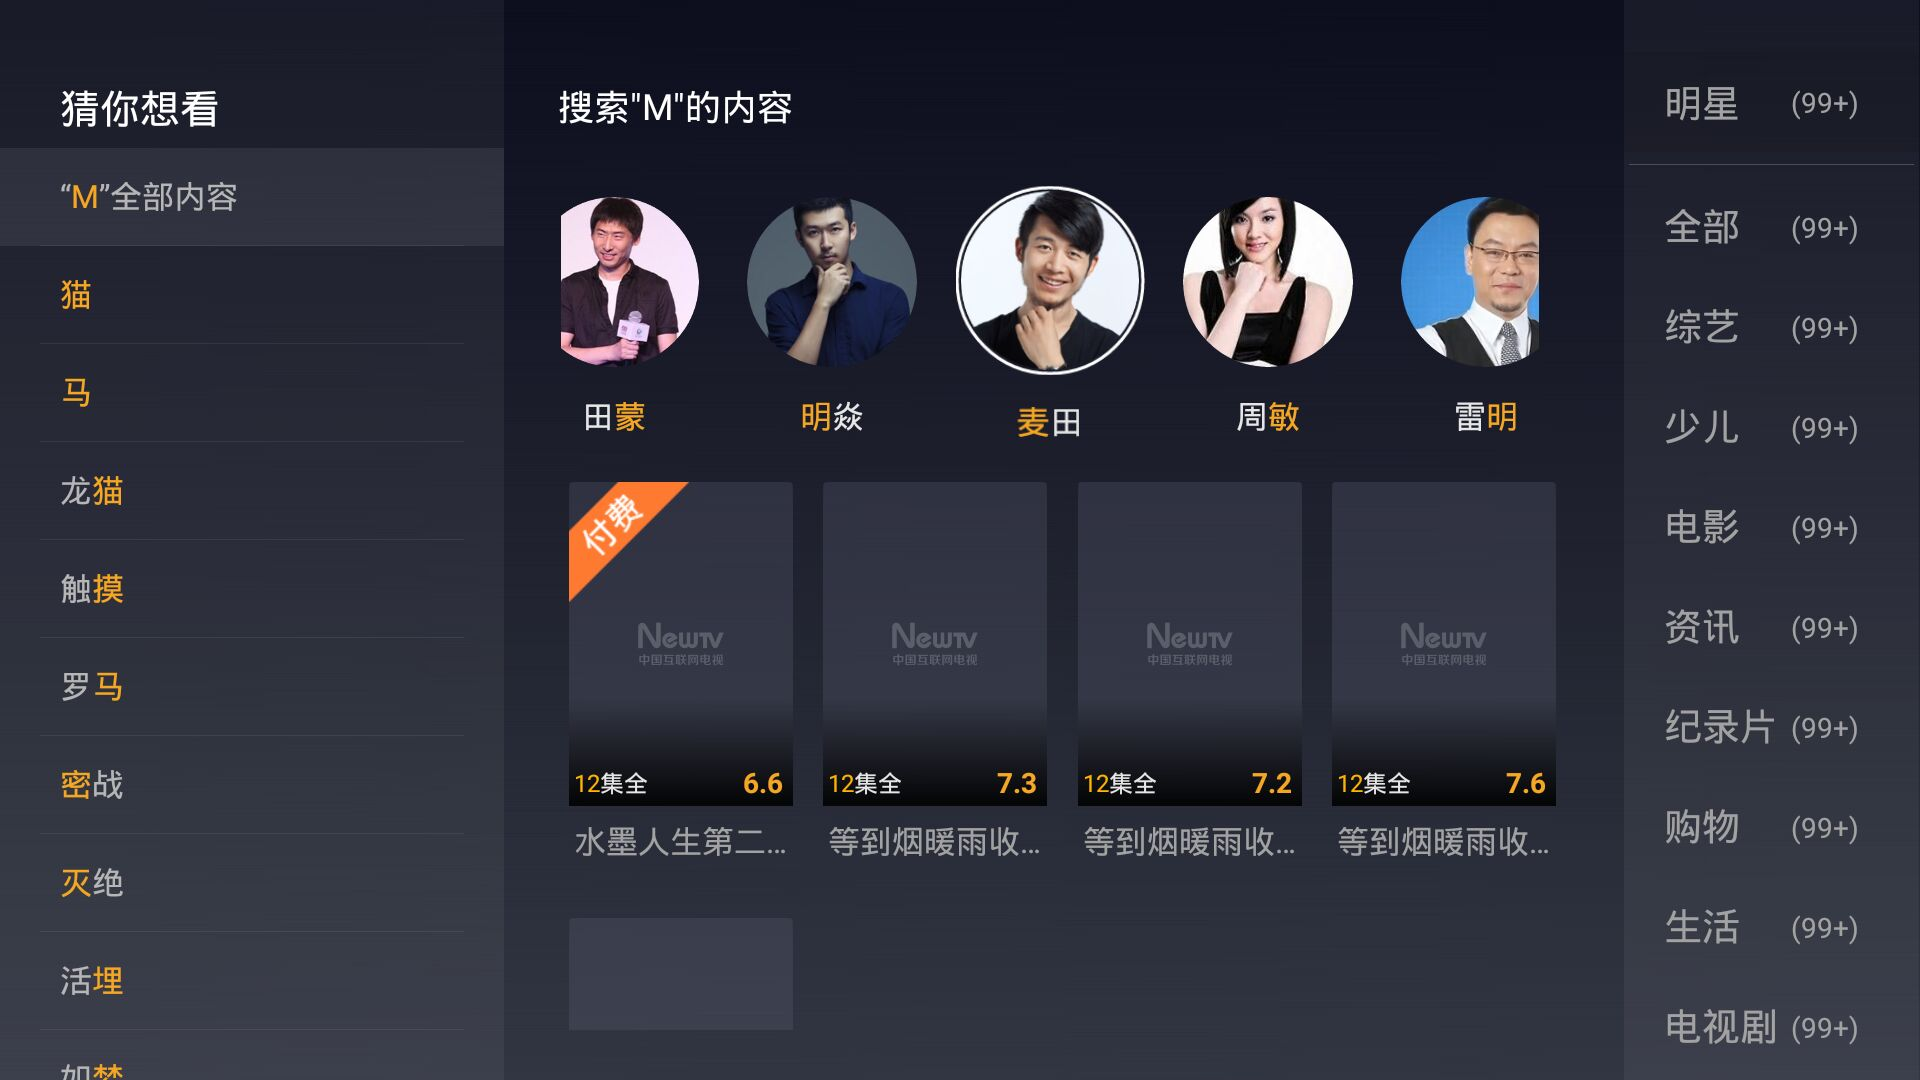 猜你想看
“M”全部内容
猫
马
龙猫
触摸
罗马
密战
灭绝
活埋
如梦
搜索"M"的内容
田蒙
明焱
麦田
周敏
雷明
付费
NewTV
中国互联网电视
12集全 6.6
水墨人生第二...
NewTV
中国互联网电视
12集全 7.3
等到烟暖雨收...
NewTV
中国互联网电视
12集全 7.2
等到烟暖雨收...
NewTV
中国互联网电视
12集全 7.6
等到烟暖雨收...
明星 (99+)
全部 (99+)
综艺 (99+)
少儿 (99+)
电影 (99+)
资讯 (99+)
纪录片 (99+)
购物 (99+)
生活 (99+)
电视剧 (99+)